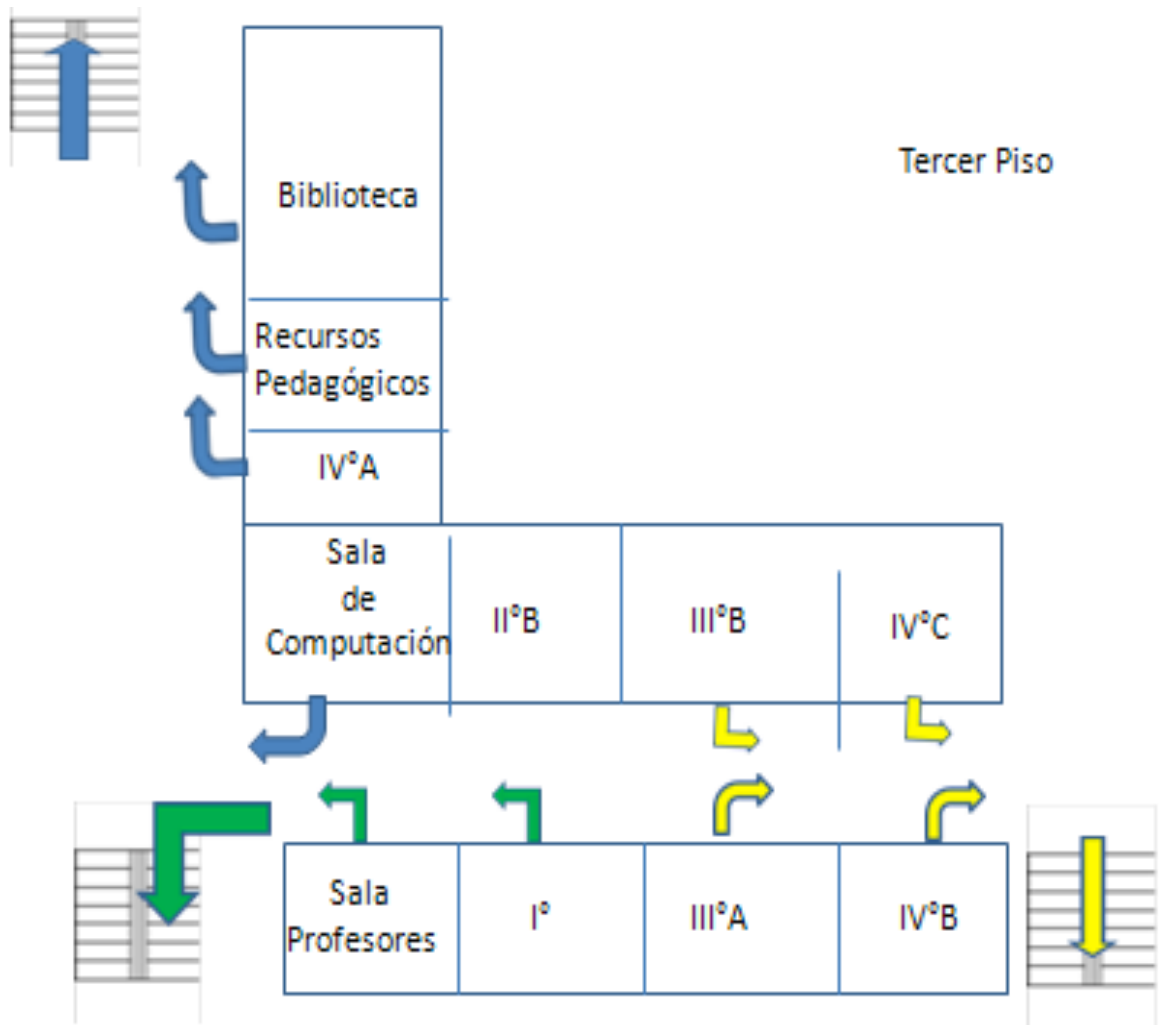 Tercer Piso
Biblioteca
Recursos
Pedagógicos
IV°A
Sala
de
Computación
II°B
III°B
IV°C
Sala
Profesores
I°
III°A
IV°B